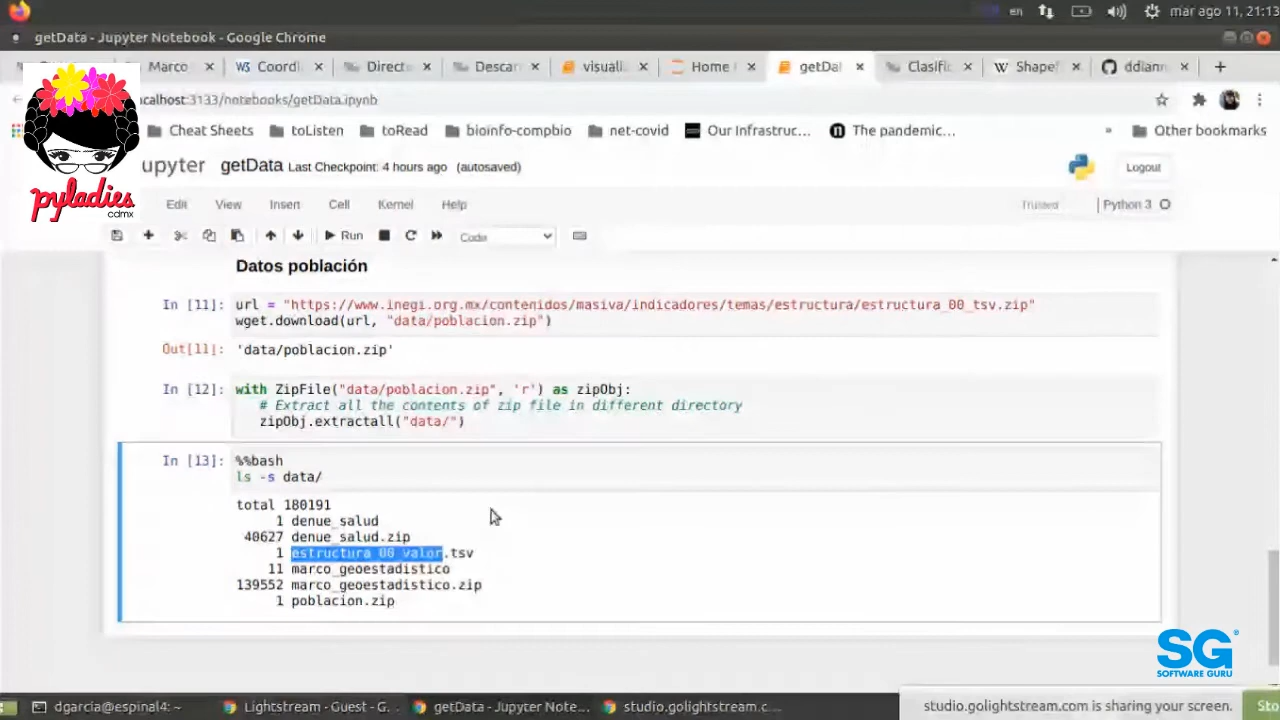 en mar ago 11, 21:13
getData - Jupyter Notebook - Google Chrome
Marco Coordi Direct Descar visuali Home getDat Clasific Shapef ddiann
ocalhost:3133/notebooks/getData.ipynb
Cheat Sheets toListen toRead bioinfo-compbio net-covid Our Infrastruc... The pandemic... » Other bookmarks
pyladies
cdmx
upyter getData Last Checkpoint: 4 hours ago (autosaved) Logout
Edit View Insert Cell Kernel Help Trusted Python 3
Run Code
Datos población
In [11]: url = "https://www.inegi.org.mx/contenidos/masiva/indicadores/temas/estructura/estructura_00_tsv.zip"
wget.download(url, "data/poblacion.zip")
Out[11]: 'data/poblacion.zip'
In [12]: with ZipFile("data/poblacion.zip", 'r') as zipObj:
# Extract all the contents of zip file in different directory
zipObj.extractall("data/")
In [13]: %%bash
ls -s data/
total 180191
1 denue_salud
40627 denue_salud.zip
1 estructura_00_valor.tsv
11 marco_geoestadistico
139552 marco_geoestadistico.zip
1 poblacion.zip
SG
SOFTWARE GURU
dgarcia@espinal4: ~ Lightstream - Guest - G... getData - Jupyter Note... studio.golightstream.c... studio.golightstream.com is sharing your screen. Sto